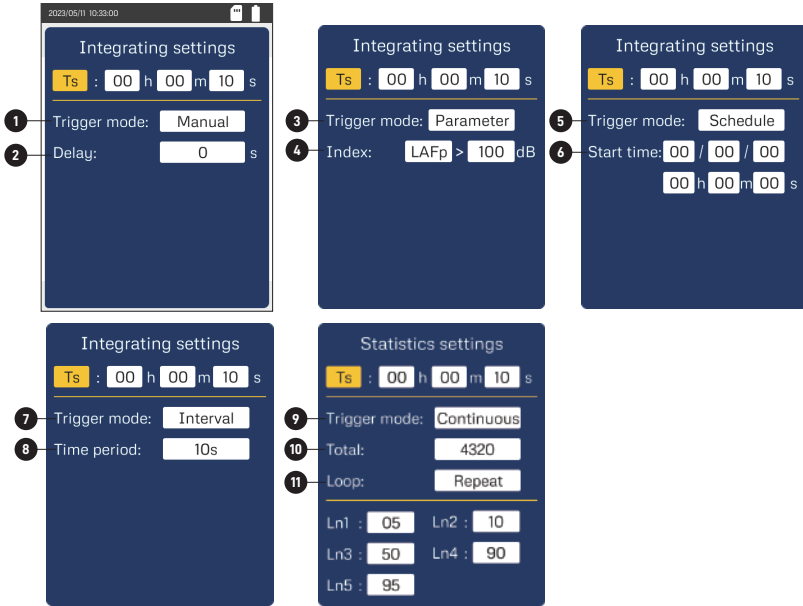 2023/05/11 10:33:00
Integrating settings
Ts : 00 h 00 m 10 s
1 Trigger mode: Manual
2 Delay: 0 s
Integrating settings
Ts : 00 h 00 m 10 s
3 Trigger mode: Parameter
4 Index: LAFp > 100 dB
Integrating settings
Ts : 00 h 00 m 10 s
5 Trigger mode: Schedule
6 Start time: 00 / 00 / 00
00 h 00 m 00 s
Integrating settings
Ts : 00 h 00 m 10 s
7 Trigger mode: Interval
8 Time period: 10s
Statistics settings
Ts : 00 h 00 m 10 s
9 Trigger mode: Continuous
10 Total: 4320
11 Loop: Repeat
Ln1 : 05 Ln2 : 10
Ln3 : 50 Ln4 : 90
Ln5 : 95